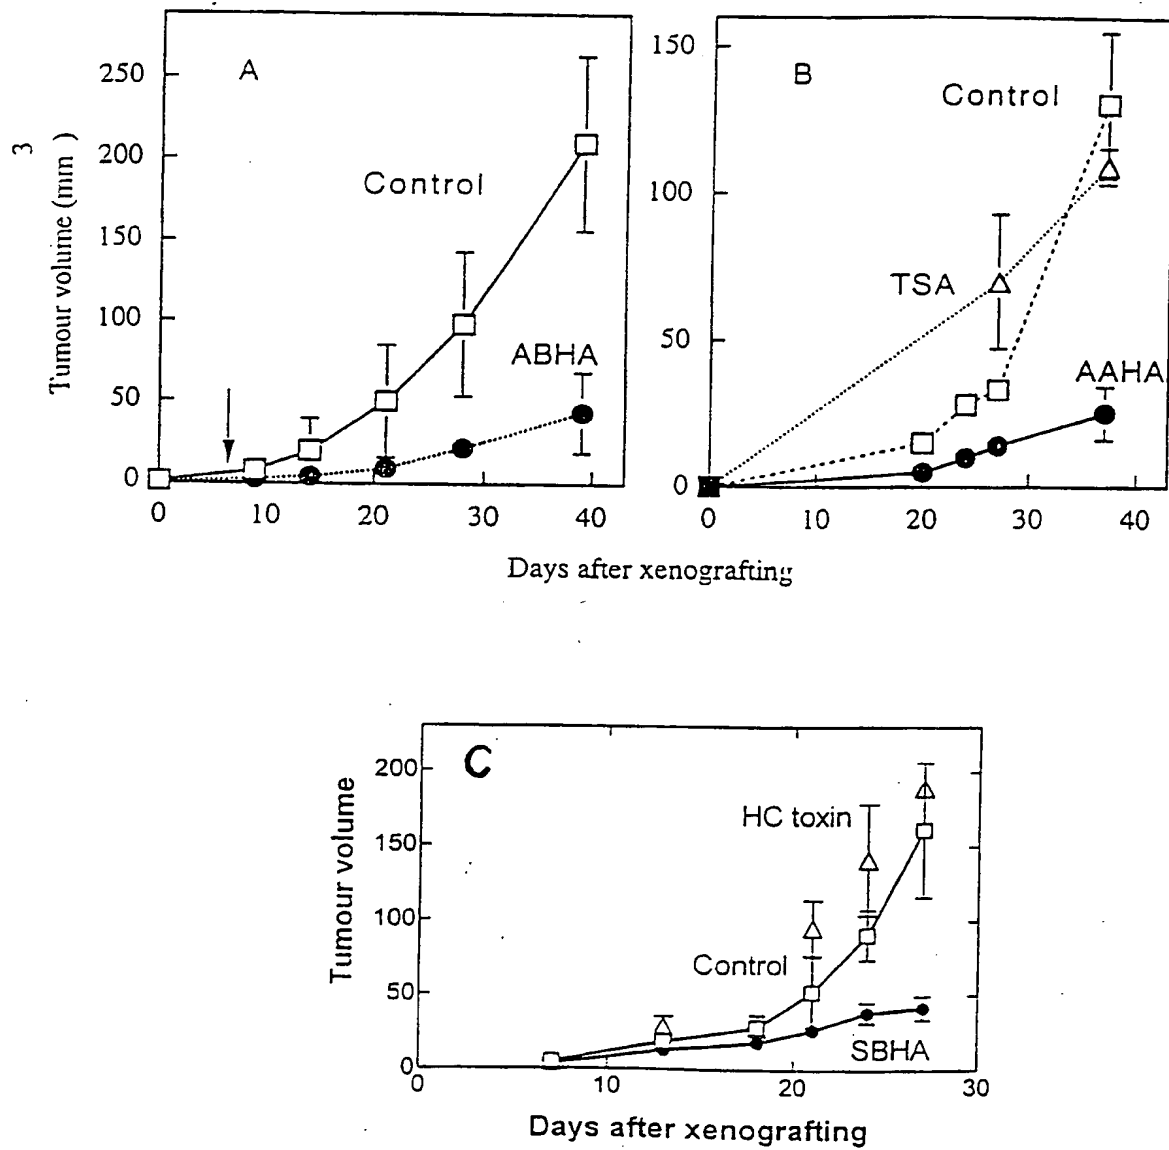 A
B
250
200
150
100
50
0
Tumour volume (mm
3
)
Control
ABHA
0 10 20 30 40
150
100
50
0
Control
TSA
AAHA
0 10 20 30 40
Days after xenografting
C
200
150
100
50
0
Tumour volume
HC toxin
Control
SBHA
0 10 20 30
Days after xenografting